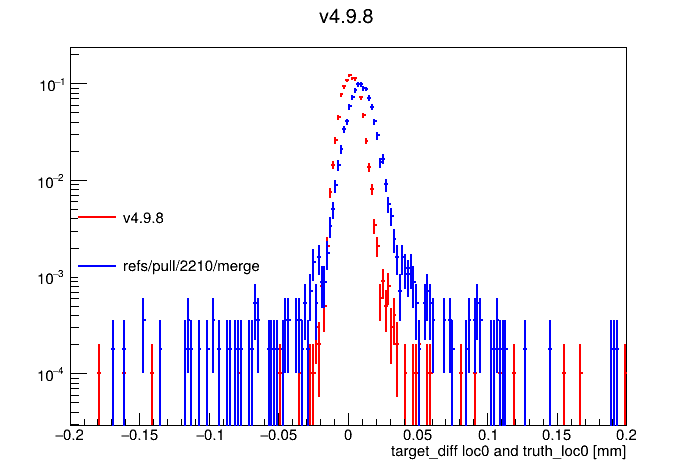 v4.9.8
10⁻¹
10⁻²
v4.9.8
refs/pull/2210/merge
10⁻³
10⁻⁴
−0.2 −0.15 −0.1 −0.05 0 0.05 0.1 0.15 0.2
target_diff loc0 and truth_loc0 [mm]